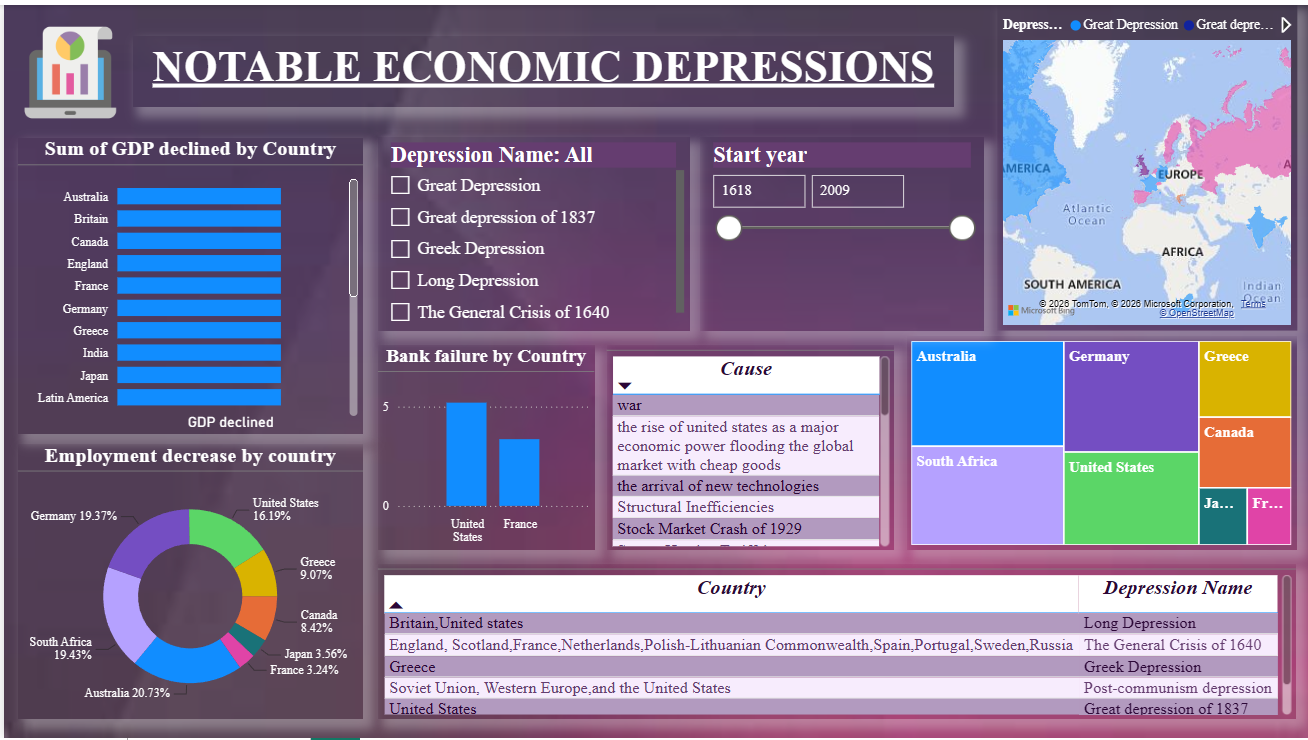 NOTABLE ECONOMIC DEPRESSIONS
Depress...
Great Depression
Great depre...
AMERICA
EUROPE
A
Atlantic
Ocean
AFRICA
SOUTH AMERICA
Indian
Ocean
© 2026 TomTom, © 2026 Microsoft Corporation, Terms
Microsoft Bing
© OpenStreetMap
Sum of GDP declined by Country
Australia
Britain
Canada
England
France
Germany
Greece
India
Japan
Latin America
GDP declined
Depression Name: All
Great Depression
Great depression of 1837
Greek Depression
Long Depression
The General Crisis of 1640
Start year
1618
2009
Bank failure by Country
5
0
United
States
France
Cause
war
the rise of united states as a major
economic power flooding the global
market with cheap goods
the arrival of new technologies
Structural Inefficiencies
Stock Market Crash of 1929
Australia
Germany
Greece
South Africa
United States
Canada
Ja...
Fr...
Employment decrease by country
United States
16.19%
Greece
9.07%
Canada
8.42%
Japan 3.56%
France 3.24%
Australia 20.73%
South Africa
19.43%
Germany 19.37%
Country
Depression Name
Britain,United states
Long Depression
England, Scotland,France,Netherlands,Polish-Lithuanian Commonwealth,Spain,Portugal,Sweden,Russia
The General Crisis of 1640
Greece
Greek Depression
Soviet Union, Western Europe,and the United States
Post-communism depression
United States
Great depression of 1837